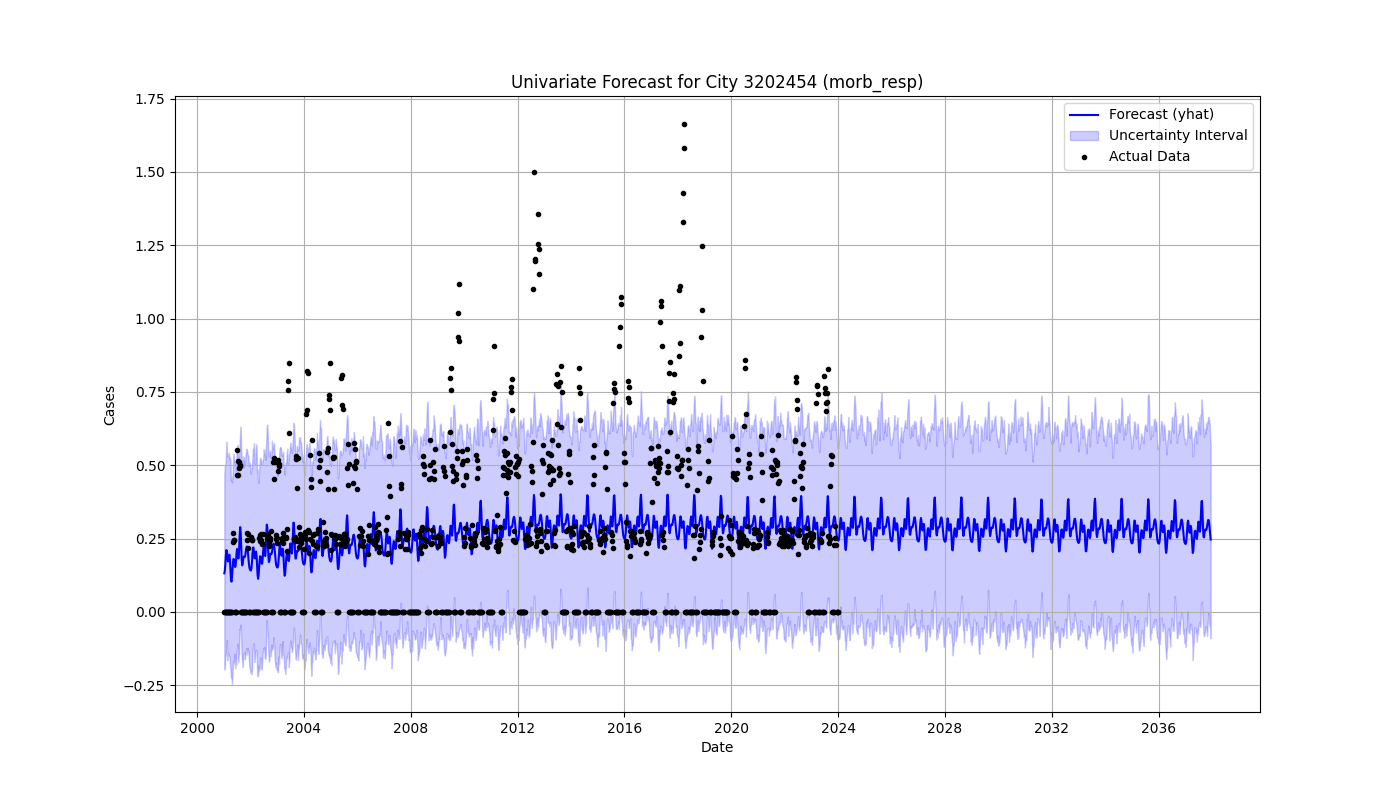 Univariate Forecast for City 3202454 (morb_resp)
Forecast (yhat)
Uncertainty Interval
Actual Data
Cases
1.75
1.50
1.25
1.00
0.75
0.50
0.25
0.00
−0.25
2000 2004 2008 2012 2016 2020 2024 2028 2032 2036
Date